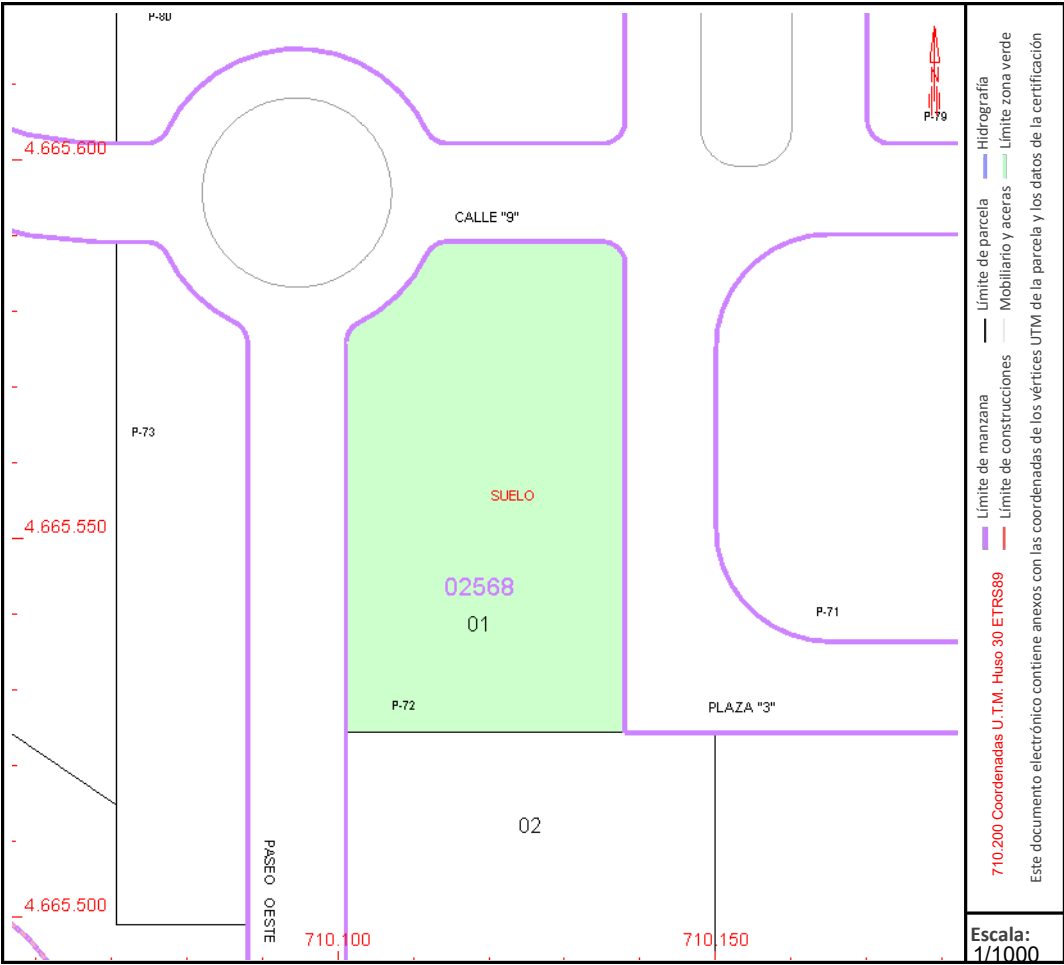 P-80
P-79
4.665.600
CALLE "9"
P-73
SUELO
4.665.550
02568
01
P-71
P-72
PLAZA "3"
02
PASEO OESTE
4.665.500
710.100
710.150
N
710.200 Coordenadas U.T.M. Huso 30 ETRS89
Límite de manzana
Límite de parcela
Hidrografía
Límite de construcciones
Mobiliario y aceras
Límite zona verde
Este documento electrónico contiene anexos con las coordenadas de los vértices UTM de la parcela y los datos de la certificación
Escala:
1/1000